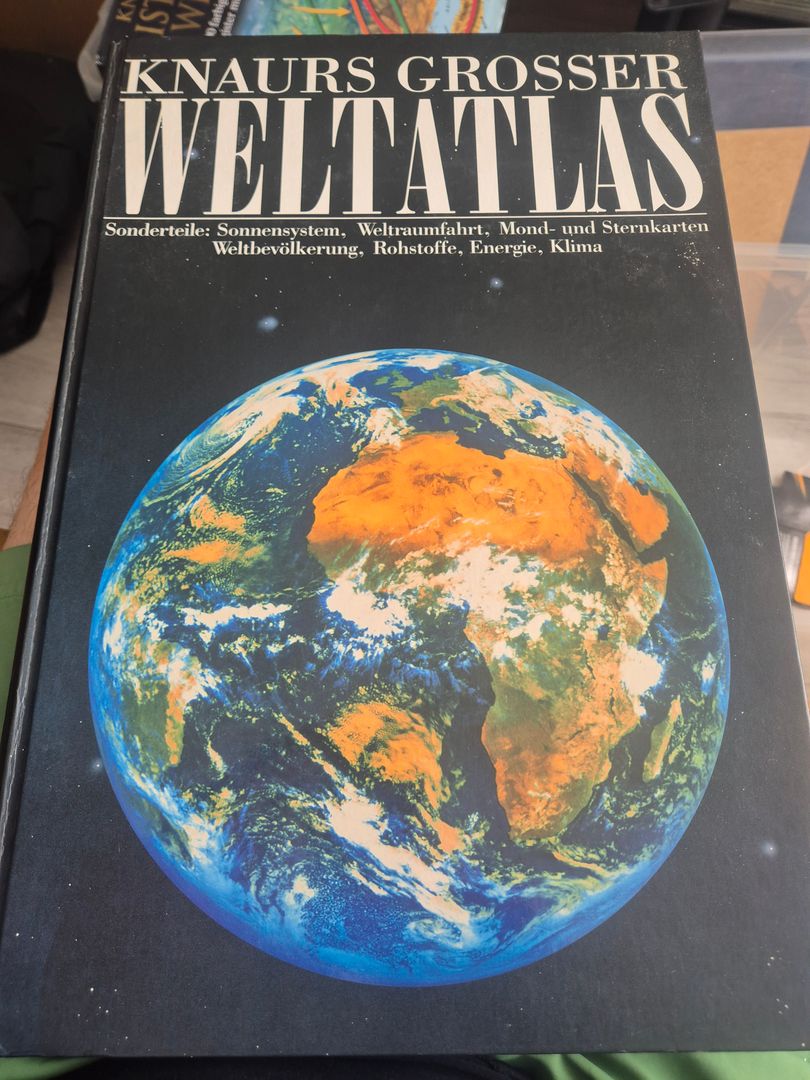 KNAURS GROSSER
WELTATLAS
Sonderteile: Sonnensystem, Weltraumfahrt, Mond- und Sternkarten
Weltbevölkerung, Rohstoffe, Energie, Klima